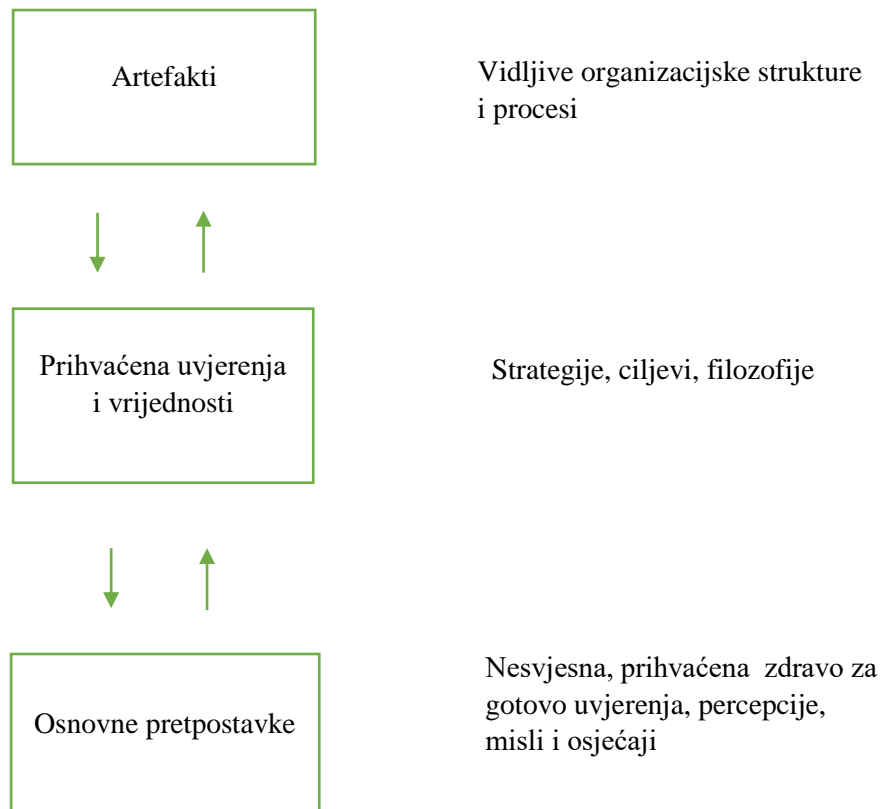 Artefakti
Vidljive organizacijske strukture
i procesi
Prihvaćena uvjerenja
i vrijednosti
Strategije, ciljevi, filozofije
Osnovne pretpostavke
Nesvjesna, prihvaćena  zdravo za
gotovo uvjerenja, percepcije,
misli i osjećaji